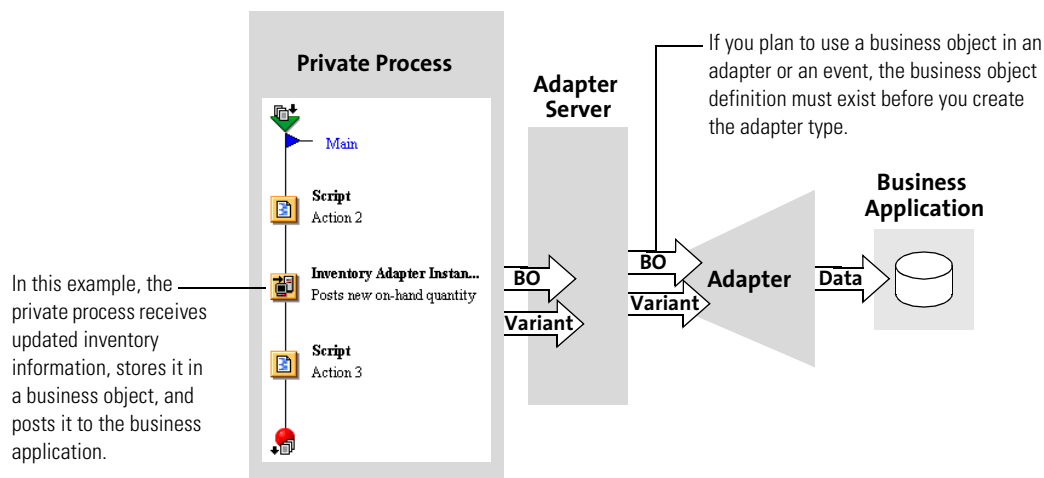 Private Process
Main
Script
Action 2
Inventory Adapter Instan...
Posts new on-hand quantity
Script
Action 3
In this example, the
private process receives
updated inventory
information, stores it in
a business object, and
posts it to the business
application.
Adapter
Server
BO
Variant
If you plan to use a business object in an
adapter or an event, the business object
definition must exist before you create
the adapter type.
BO
Variant
Adapter
Data
Business
Application